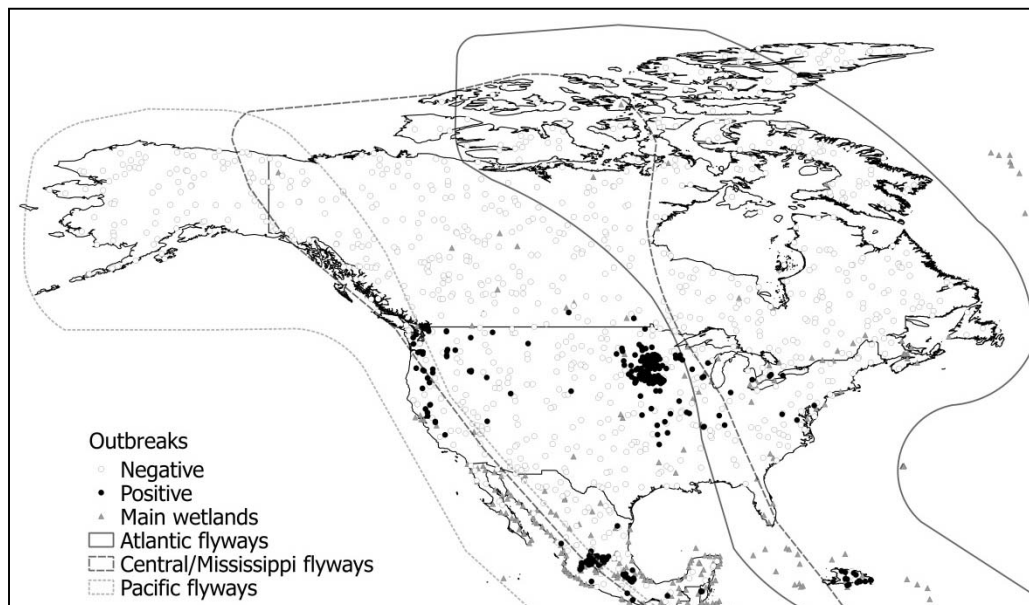 Outbreaks
Negative
Positive
Main wetlands
Atlantic flyways
Central/Mississippi flyways
Pacific flyways